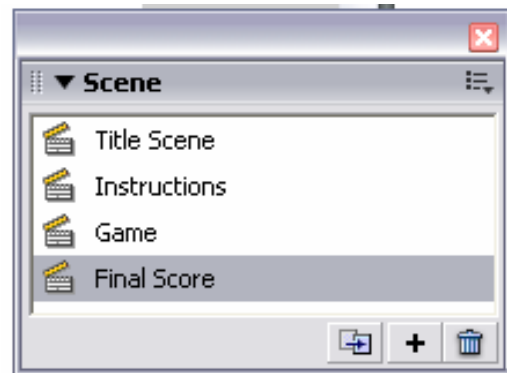 Scene
Title Scene
Instructions
Game
Final Score